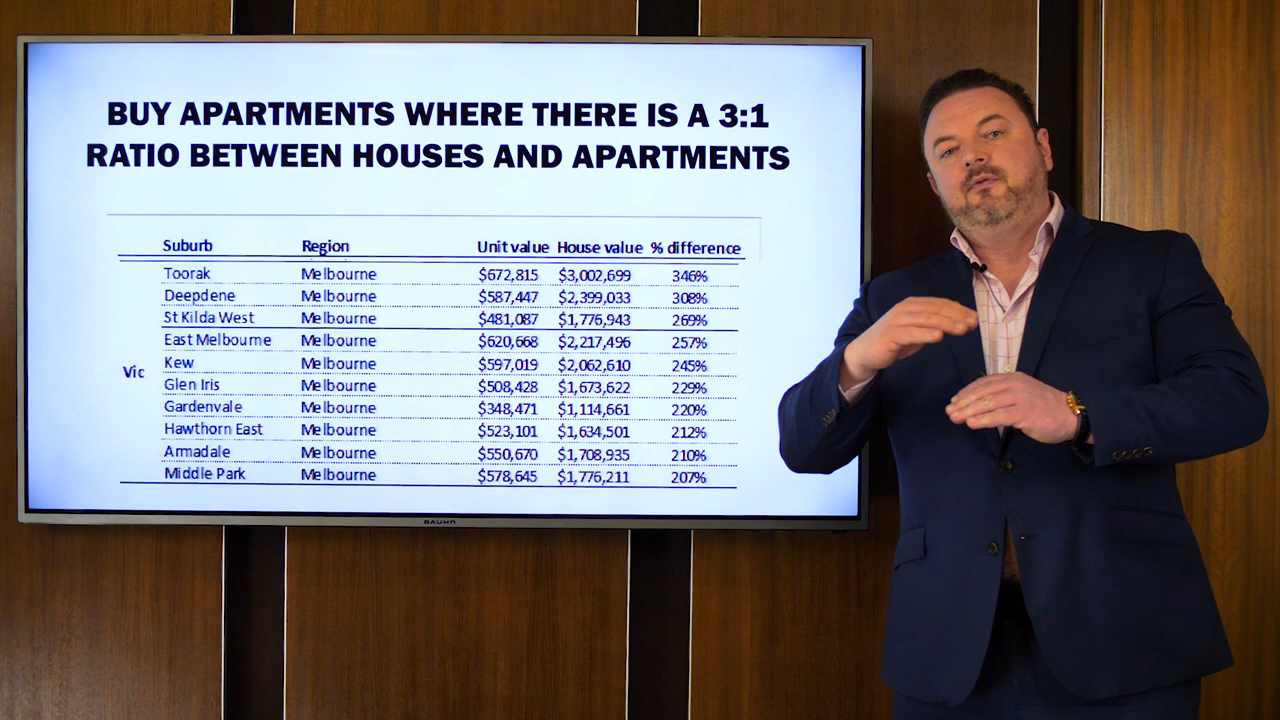 BUY APARTMENTS WHERE THERE IS A 3:1
RATIO BETWEEN HOUSES AND APARTMENTS
Suburb Region Unit value House value % difference
Toorak Melbourne $672,815 $3,002,699 346%
Deepdene Melbourne $587,447 $2,399,033 308%
St Kilda West Melbourne $481,087 $1,776,943 269%
East Melbourne Melbourne $620,668 $2,217,496 257%
Kew Melbourne $597,019 $2,062,610 245%
Vic
Glen Iris Melbourne $508,428 $1,673,622 229%
Gardenvale Melbourne $348,471 $1,114,661 220%
Hawthorn East Melbourne $523,101 $1,634,501 212%
Armadale Melbourne $550,670 $1,708,935 210%
Middle Park Melbourne $578,645 $1,776,211 207%
BAUHN